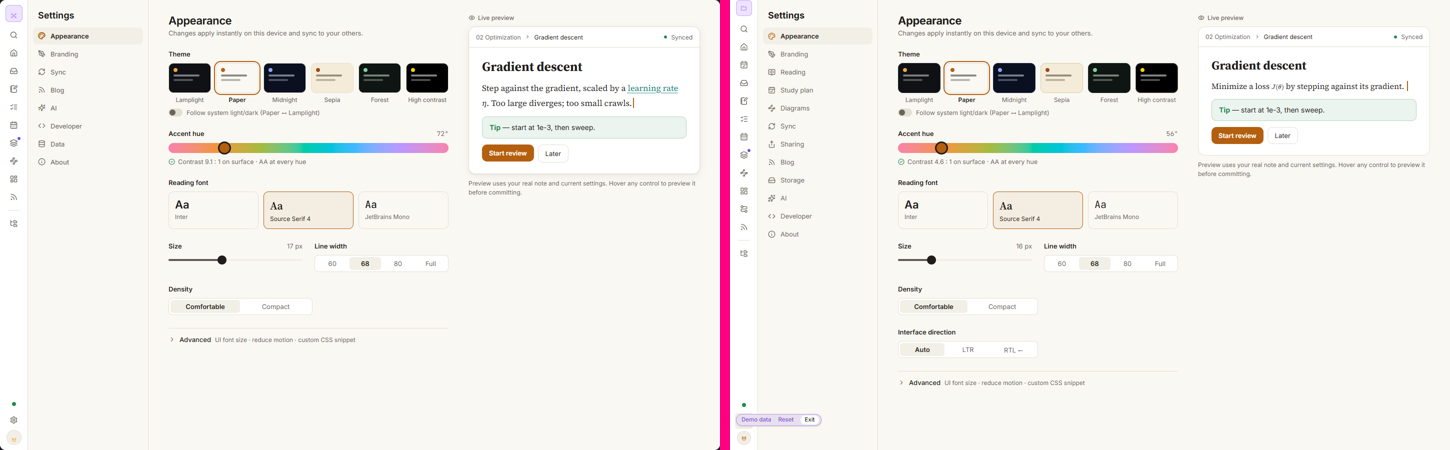 Settings
Appearance
Branding
Sync
Blog
AI
Developer
Data
About
Appearance
Changes apply instantly on this device and sync to your others.
Theme
Lamplight
Paper
Midnight
Sepia
Forest
High contrast
Follow system light/dark (Paper ↔ Lamplight)
Accent hue
72°
Contrast 9.1 : 1 on surface · AA at every hue
Reading font
Aa
Inter
Aa
Source Serif 4
Aa
JetBrains Mono
Size
17 px
Line width
60
68
80
Full
Density
Comfortable
Compact
Advanced UI font size · reduce motion · custom CSS snippet
Live preview
02 Optimization › Gradient descent
Synced
Gradient descent
Step against the gradient, scaled by a learning rate
η. Too large diverges; too small crawls.
Tip — start at 1e-3, then sweep.
Start review
Later
Preview uses your real note and current settings. Hover any control to preview it
before committing.
Settings
Appearance
Branding
Reading
Study plan
Diagrams
Sync
Sharing
Blog
Storage
AI
Developer
About
Demo data
Reset
Exit
Appearance
Changes apply instantly on this device and sync to your others.
Theme
Lamplight
Paper
Midnight
Sepia
Forest
High contrast
Follow system light/dark (Paper ↔ Lamplight)
Accent hue
56°
Contrast 4.6 : 1 on surface · AA at every hue
Reading font
Aa
Inter
Aa
Source Serif 4
Aa
JetBrains Mono
Size
16 px
Line width
60
68
80
Full
Density
Comfortable
Compact
Interface direction
Auto
LTR
RTL ←
Advanced UI font size · reduce motion · custom CSS snippet
Live preview
02 Optimization › Gradient descent
Synced
Gradient descent
Minimize a loss J(θ) by stepping against its gradient.
Tip — start at 1e-3, then sweep.
Start review
Later
Preview uses your real note and current settings. Hover any control to preview it
before committing.